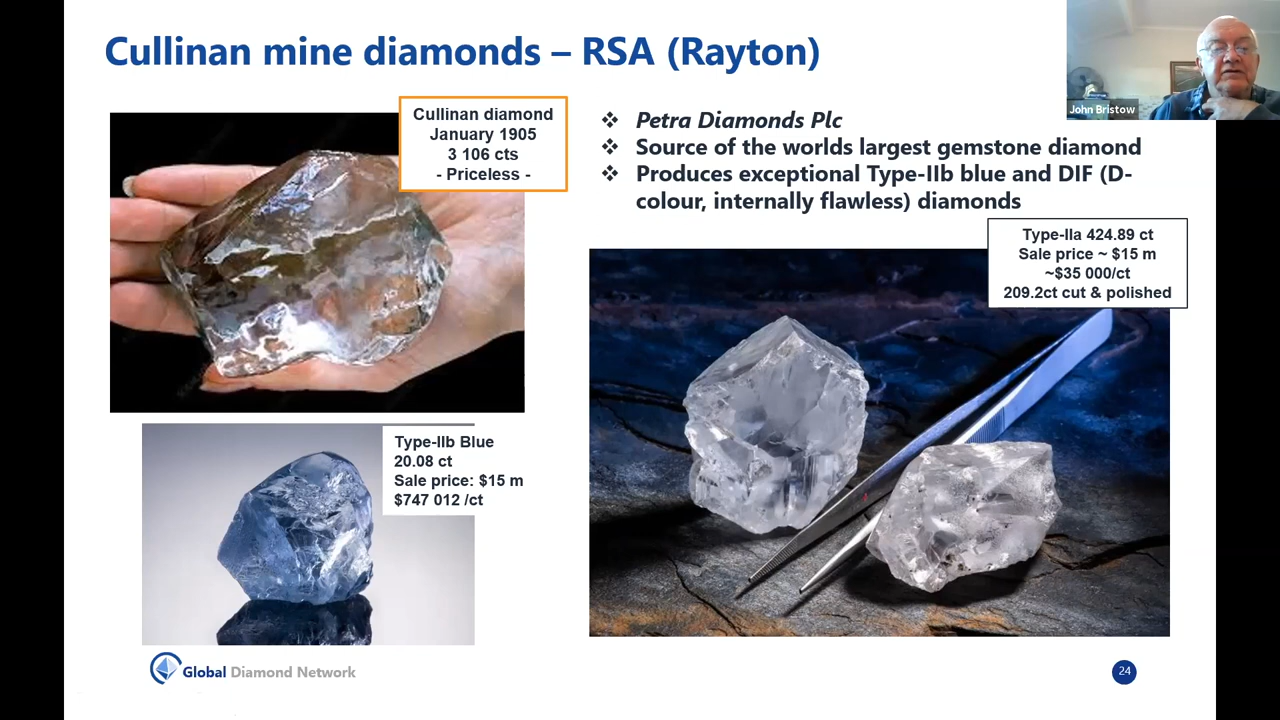 Cullinan mine diamonds – RSA (Rayton)
John Bristow
Cullinan diamond
January 1905
3 106 cts
- Priceless -
❖ Petra Diamonds Plc
❖ Source of the worlds largest gemstone diamond
❖ Produces exceptional Type-IIb blue and DIF (D-
colour, internally flawless) diamonds
Type-IIa 424.89 ct
Sale price ~ $15 m
~$35 000/ct
209.2ct cut & polished
Type-IIb Blue
20.08 ct
Sale price: $15 m
$747 012 /ct
Global Diamond Network
24